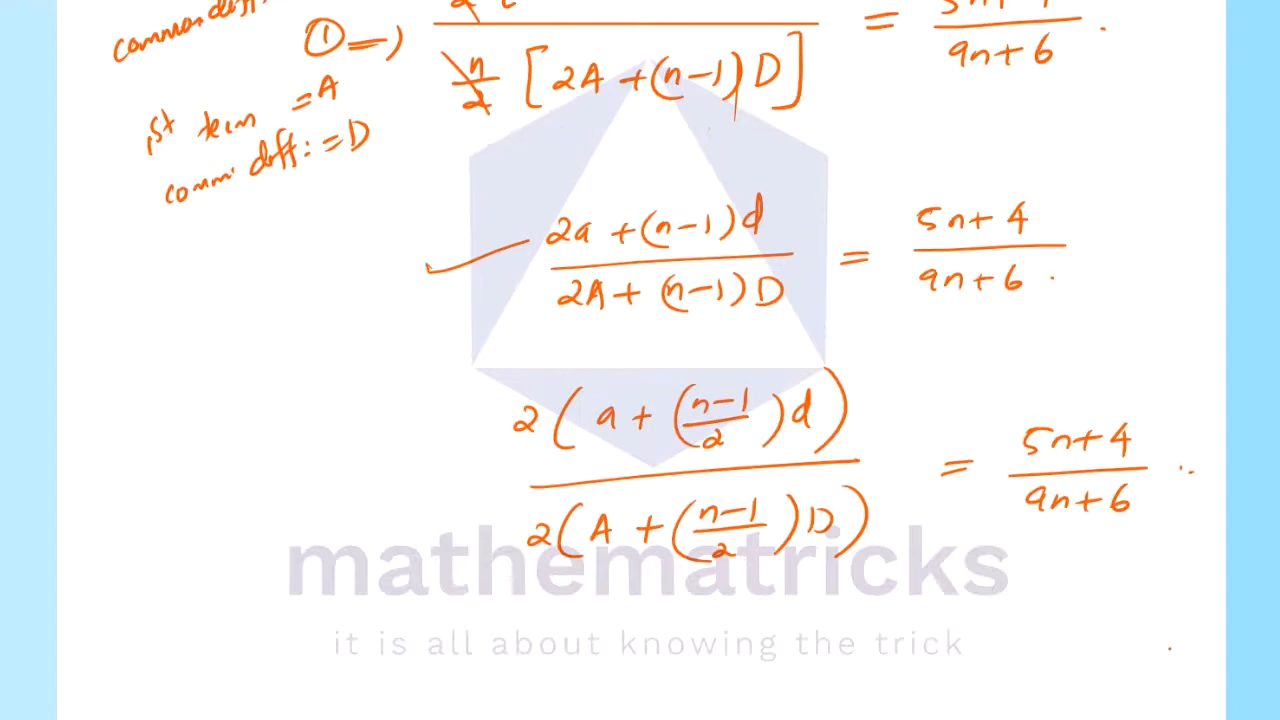 common diff:
① => = 5n+4 / 9n+6 .
n/2 [2A + (n-1) D]
1st term = A
comm. diff: = D
2a + (n-1) d / 2A + (n-1) D = 5n+4 / 9n+6 .
2 ( a + (n-1 / 2) d ) / 2 ( A + (n-1 / 2) D ) = 5n+4 / 9n+6 ..
mathematricks
it is all about knowing the trick